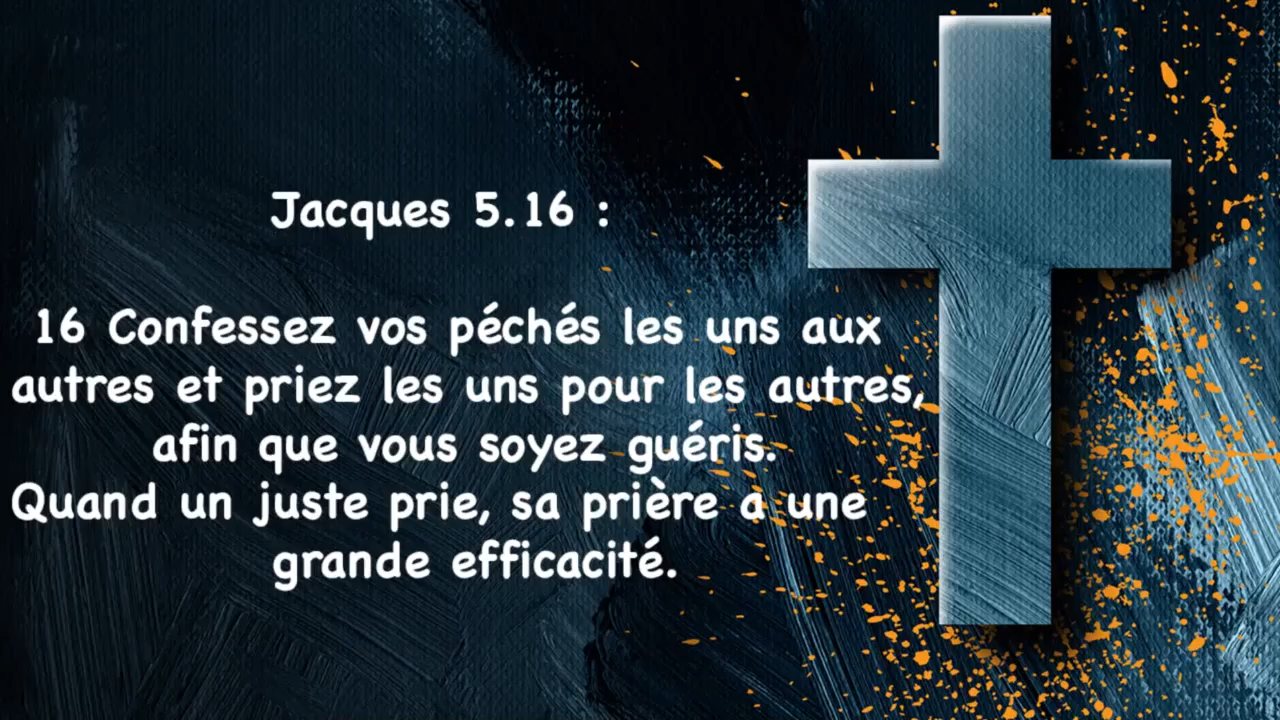 Jacques 5.16 :
16 Confessez vos péchés les uns aux
autres et priez les uns pour les autres,
afin que vous soyez guéris.
Quand un juste prie, sa prière a une
grande efficacité.